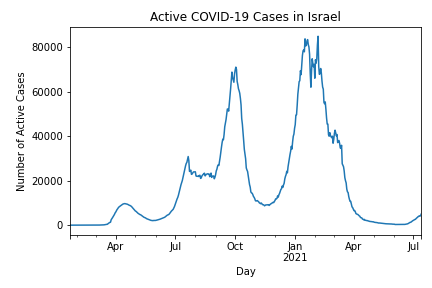 Active COVID-19 Cases in Israel
80000
60000
40000
20000
0
Number of Active Cases
Apr Jul Oct Jan Apr Jul
2021
Day